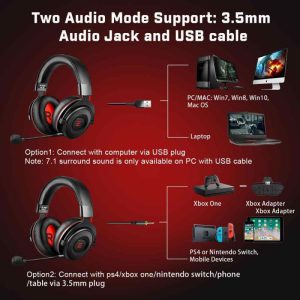 Two Audio Mode Support: 3.5mm
Audio Jack and USB cable
PC/MAC: Win7, Win8, Win10,
Mac OS
Laptop
Option1: Connect with computer via USB plug
Note: 7.1 surround sound is only available on PC with USB cable
Xbox One
Xbox Adapter
Xbox Adapter
PS4 or Nintendo Switch,
Mobile Devices
Option2: Connect with ps4/xbox one/nintendo switch/phone
/table via 3.5mm plug